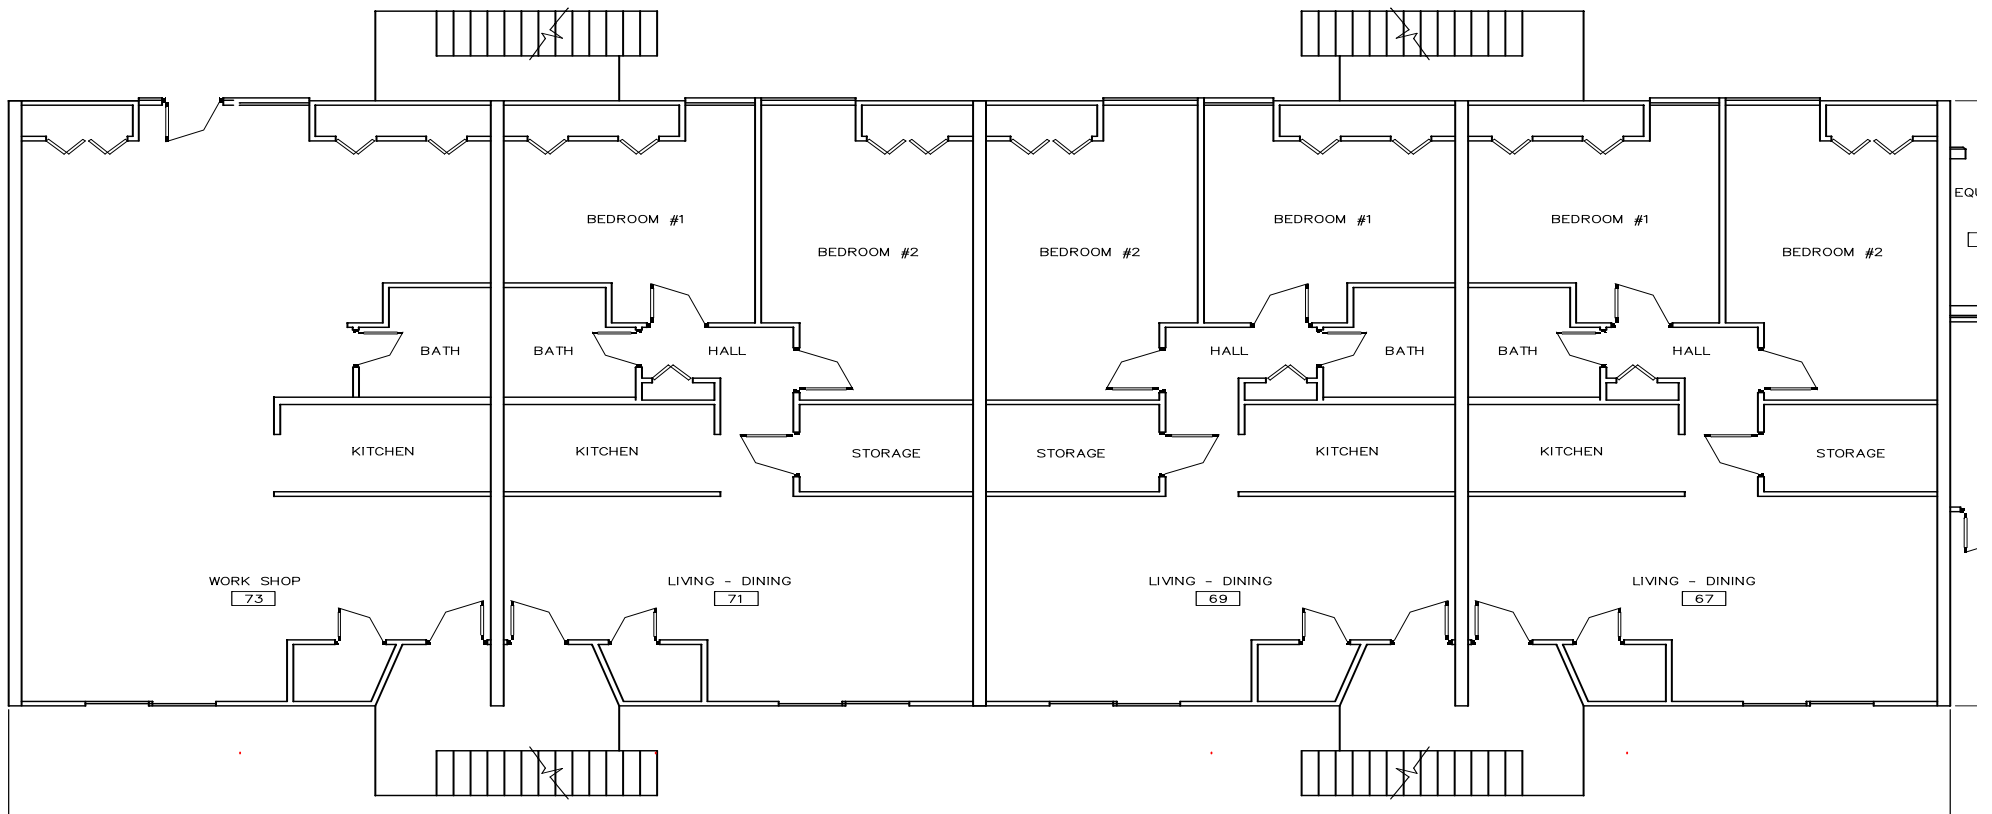 BEDROOM #1
BEDROOM #1
BEDROOM #1
EQU
BEDROOM #2
BEDROOM #2
BEDROOM #2
BATH
BATH
HALL
HALL
BATH
BATH
HALL
KITCHEN
KITCHEN
STORAGE
STORAGE
KITCHEN
KITCHEN
STORAGE
WORK SHOP
LIVING - DINING
LIVING - DINING
LIVING - DINING
73
71
69
67